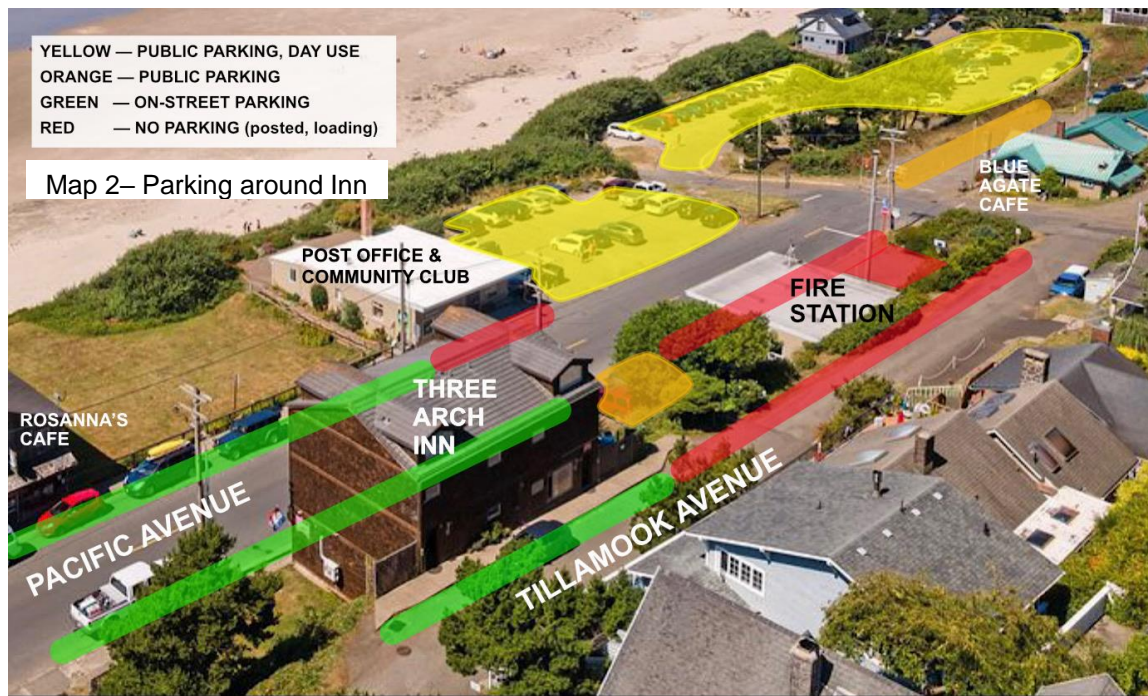 YELLOW — PUBLIC PARKING, DAY USE
ORANGE — PUBLIC PARKING
GREEN — ON-STREET PARKING
RED — NO PARKING (posted, loading)
Map 2– Parking around Inn
BLUE
AGATE
CAFE
POST OFFICE &
COMMUNITY CLUB
FIRE
STATION
THREE
ARCH
INN
ROSANNA'S
CAFE
PACIFIC AVENUE
TILLAMOOK AVENUE